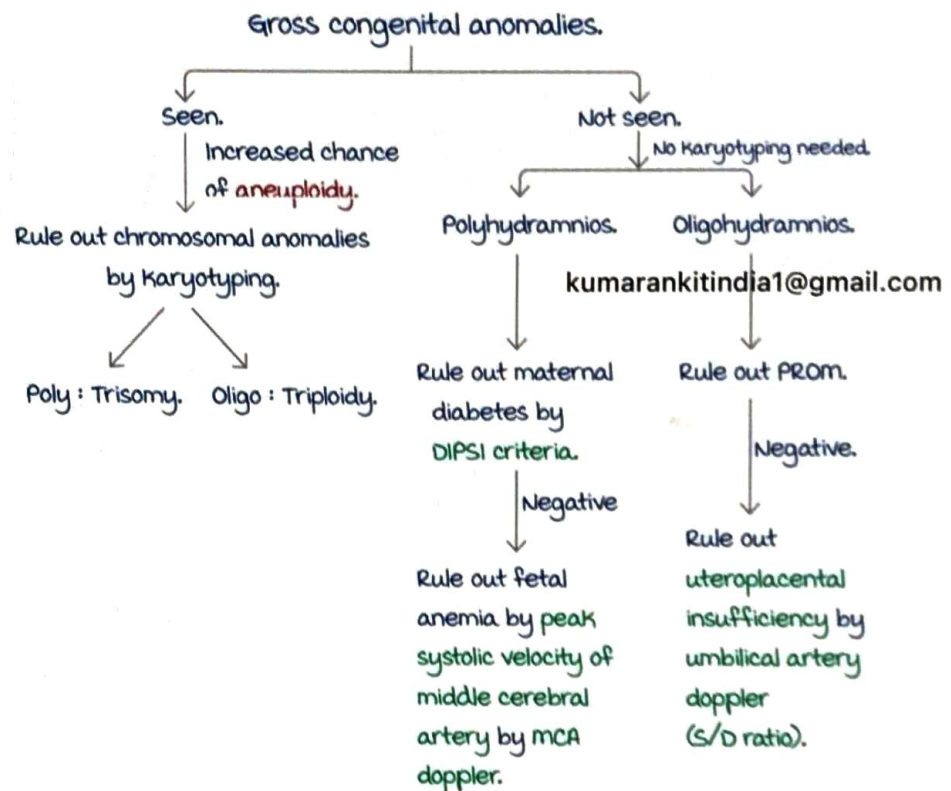 Gross congenital anomalies.
Seen.
Increased chance
of aneuploidy.
Rule out chromosomal anomalies
by Karyotyping.
Poly : Trisomy.
Oligo : Triploidy.
Not seen.
No Karyotyping needed
Polyhydramnios.
Oligohydramnios.
kumarankitindia1@gmail.com
Rule out maternal
diabetes by
DIPSI criteria.
Negative
Rule out fetal
anemia by peak
systolic velocity of
middle cerebral
artery by MCA
doppler.
Rule out PROM.
Negative.
Rule out
uteroplacental
insufficiency by
umbilical artery
doppler
(S/D ratio).